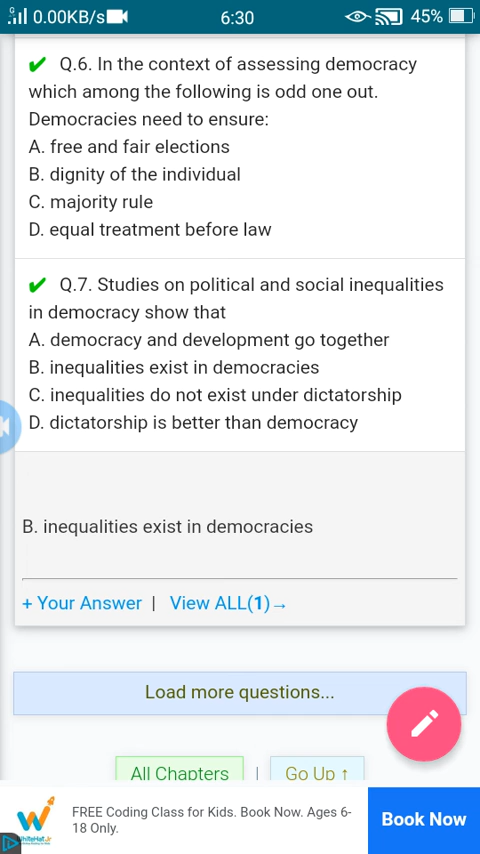 0.00KB/s 6:30 45%
✔ Q.6. In the context of assessing democracy
which among the following is odd one out.
Democracies need to ensure:
A. free and fair elections
B. dignity of the individual
C. majority rule
D. equal treatment before law
✔ Q.7. Studies on political and social inequalities
in democracy show that
A. democracy and development go together
B. inequalities exist in democracies
C. inequalities do not exist under dictatorship
D. dictatorship is better than democracy
B. inequalities exist in democracies
+ Your Answer | View ALL(1)→
Load more questions...
All Chapters | Go Up ↑
FREE Coding Class for Kids. Book Now. Ages 6-
18 Only.
Book Now
WhiteHat Jr